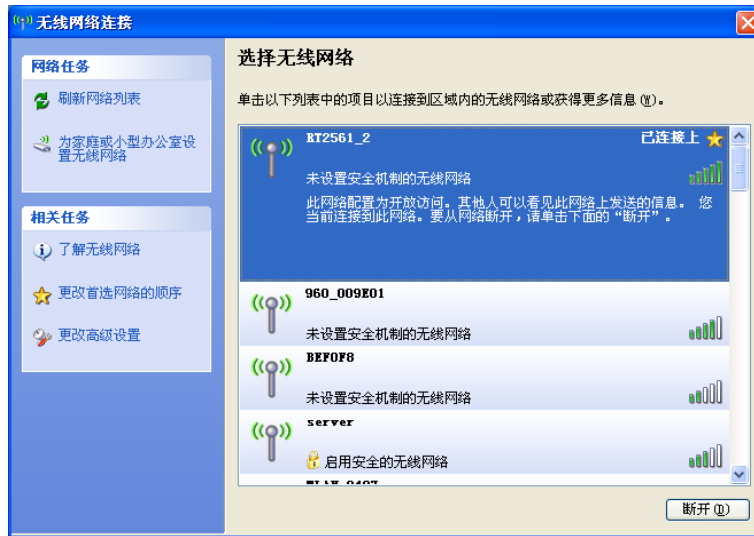 无线网络连接
网络任务
刷新网络列表
为家庭或小型办公室设
置无线网络
相关任务
了解无线网络
更改首选网络的顺序
更改高级设置
选择无线网络
单击以下列表中的项目以连接到区域内的无线网络或获得更多信息(W)。
RT2561_2 已连接上
未设置安全机制的无线网络
此网络配置为开放访问。其他人可以看见此网络上发送的信息。 您
当前连接到此网络。要从网络断开，请单击下面的“断开”。
960_009E01
未设置安全机制的无线网络
BEF0F8
未设置安全机制的无线网络
server
启用安全的无线网络
断开(D)